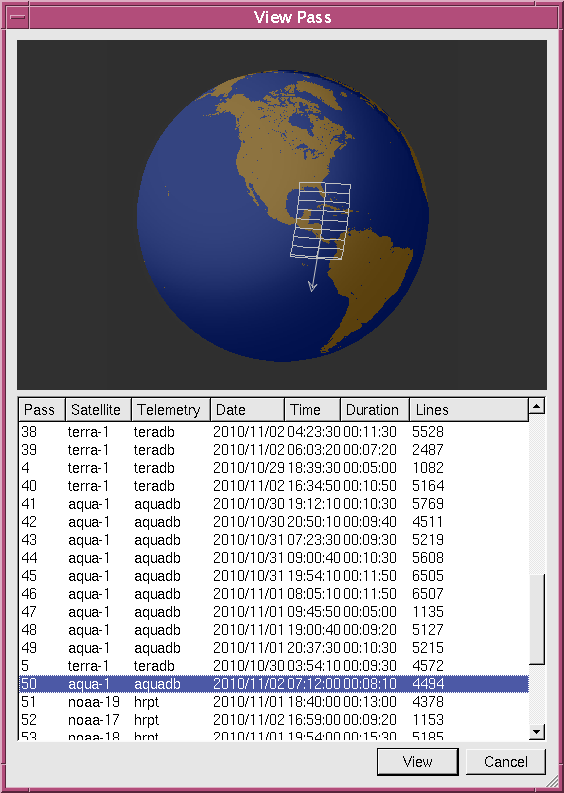 View Pass
Pass Satellite Telemetry Date Time Duration Lines
38 terra-1 teradb 2010/11/02 04:23:30 00:11:30 5528
39 terra-1 teradb 2010/11/02 06:03:20 00:07:20 2487
4 terra-1 teradb 2010/10/29 18:39:30 00:05:00 1082
40 terra-1 teradb 2010/11/02 16:34:50 00:10:50 5164
41 aqua-1 aquadb 2010/10/30 19:12:10 00:10:30 5769
42 aqua-1 aquadb 2010/10/30 20:50:10 00:09:40 4511
43 aqua-1 aquadb 2010/10/31 07:23:30 00:09:30 5219
44 aqua-1 aquadb 2010/10/31 09:00:40 00:10:30 5608
45 aqua-1 aquadb 2010/10/31 19:54:10 00:11:50 6505
46 aqua-1 aquadb 2010/11/01 08:05:10 00:11:50 6507
47 aqua-1 aquadb 2010/11/01 09:45:50 00:05:00 1135
48 aqua-1 aquadb 2010/11/01 19:00:40 00:09:20 5127
49 aqua-1 aquadb 2010/11/01 20:37:30 00:10:30 5215
5 terra-1 teradb 2010/10/30 03:54:10 00:09:30 4572
50 aqua-1 aquadb 2010/11/02 07:12:00 00:08:10 4494
51 noaa-19 hrpt 2010/11/01 18:40:00 00:13:00 4378
52 noaa-17 hrpt 2010/11/02 16:59:00 00:09:20 1153
53 noaa-18 hrpt 2010/11/01 19:54:00 00:15:30 5185
View Cancel